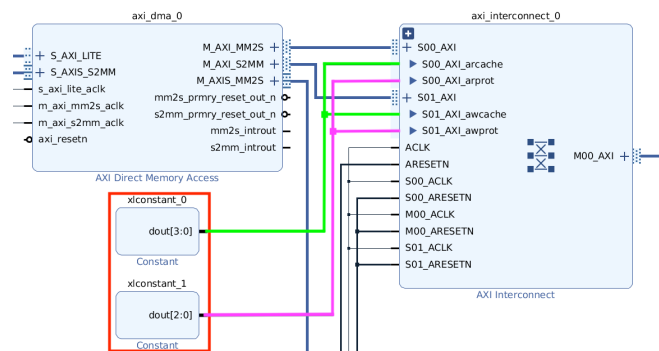 axi_dma_0
S_AXI_LITE
S_AXIS_S2MM
s_axi_lite_aclk
m_axi_mm2s_aclk
m_axi_s2mm_aclk
axi_resetn
M_AXI_MM2S
M_AXI_S2MM
M_AXIS_MM2S
mm2s_prmry_reset_out_n
s2mm_prmry_reset_out_n
mm2s_introut
s2mm_introut
AXI Direct Memory Access
xlconstant_0
dout[3:0]
Constant
xlconstant_1
dout[2:0]
Constant
axi_interconnect_0
S00_AXI
S00_AXI_arcache
S00_AXI_arprot
S01_AXI
S01_AXI_awcache
S01_AXI_awprot
ACLK
ARESETN
S00_ACLK
S00_ARESETN
M00_ACLK
M00_ARESETN
S01_ACLK
S01_ARESETN
M00_AXI
AXI Interconnect